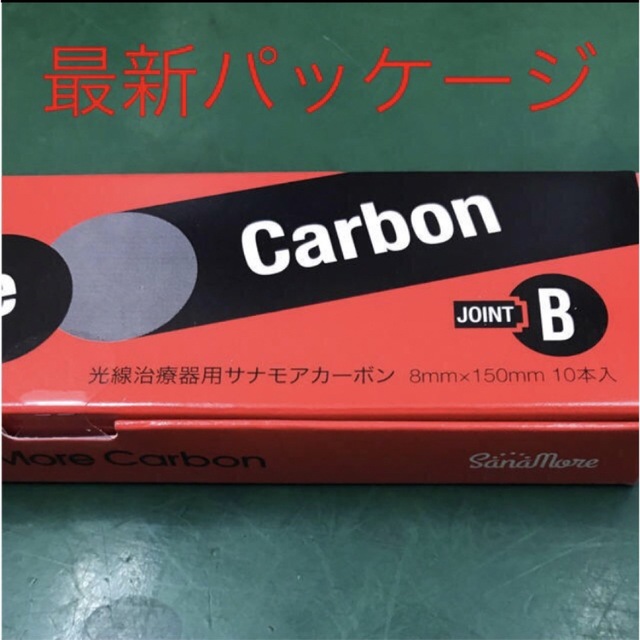 最新パッケージ
Carbon
e
JOINT B
光線治療器用サナモアカーボン 8mm×150mm 10本入
More Carbon
SanaMore